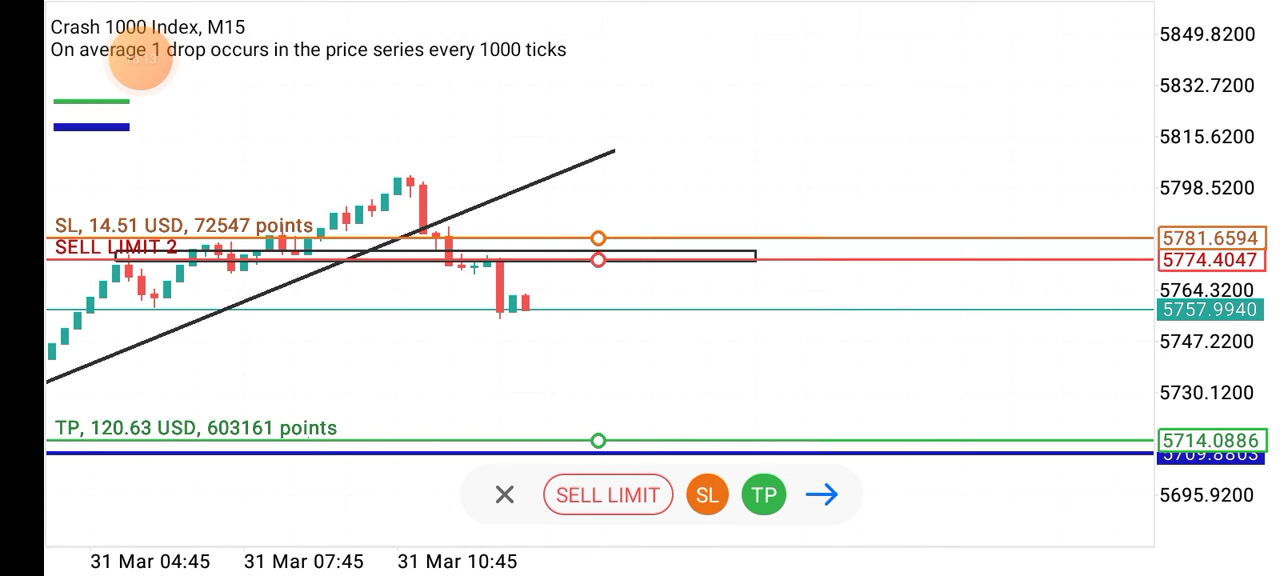 Crash 1000 Index, M15
On average 1 drop occurs in the price series every 1000 ticks
5849.8200
5832.7200
5815.6200
5798.5200
SL, 14.51 USD, 72547 points
5781.6594
SELL LIMIT 2
5774.4047
5764.3200
5757.9940
5747.2200
5730.1200
TP, 120.63 USD, 603161 points
5714.0886
SELL LIMIT
SL
TP
5695.9200
31 Mar 04:45
31 Mar 07:45
31 Mar 10:45